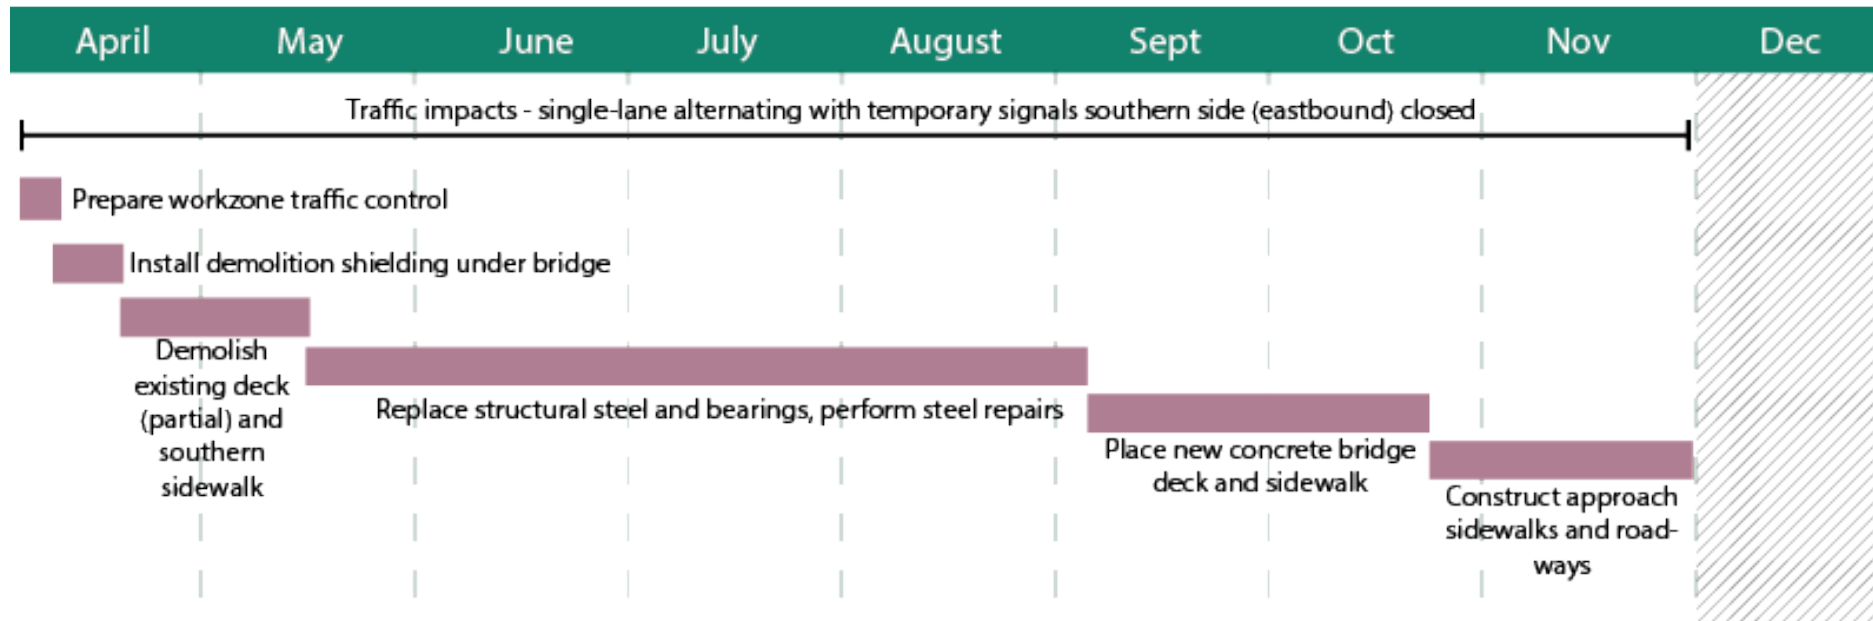 April May June July August Sept Oct Nov Dec
Traffic impacts - single-lane alternating with temporary signals southern side (eastbound) closed
Prepare workzone traffic control
Install demolition shielding under bridge
Demolish
existing deck
(partial) and
southern
sidewalk
Replace structural steel and bearings, perform steel repairs
Place new concrete bridge
deck and sidewalk
Construct approach
sidewalks and road-
ways